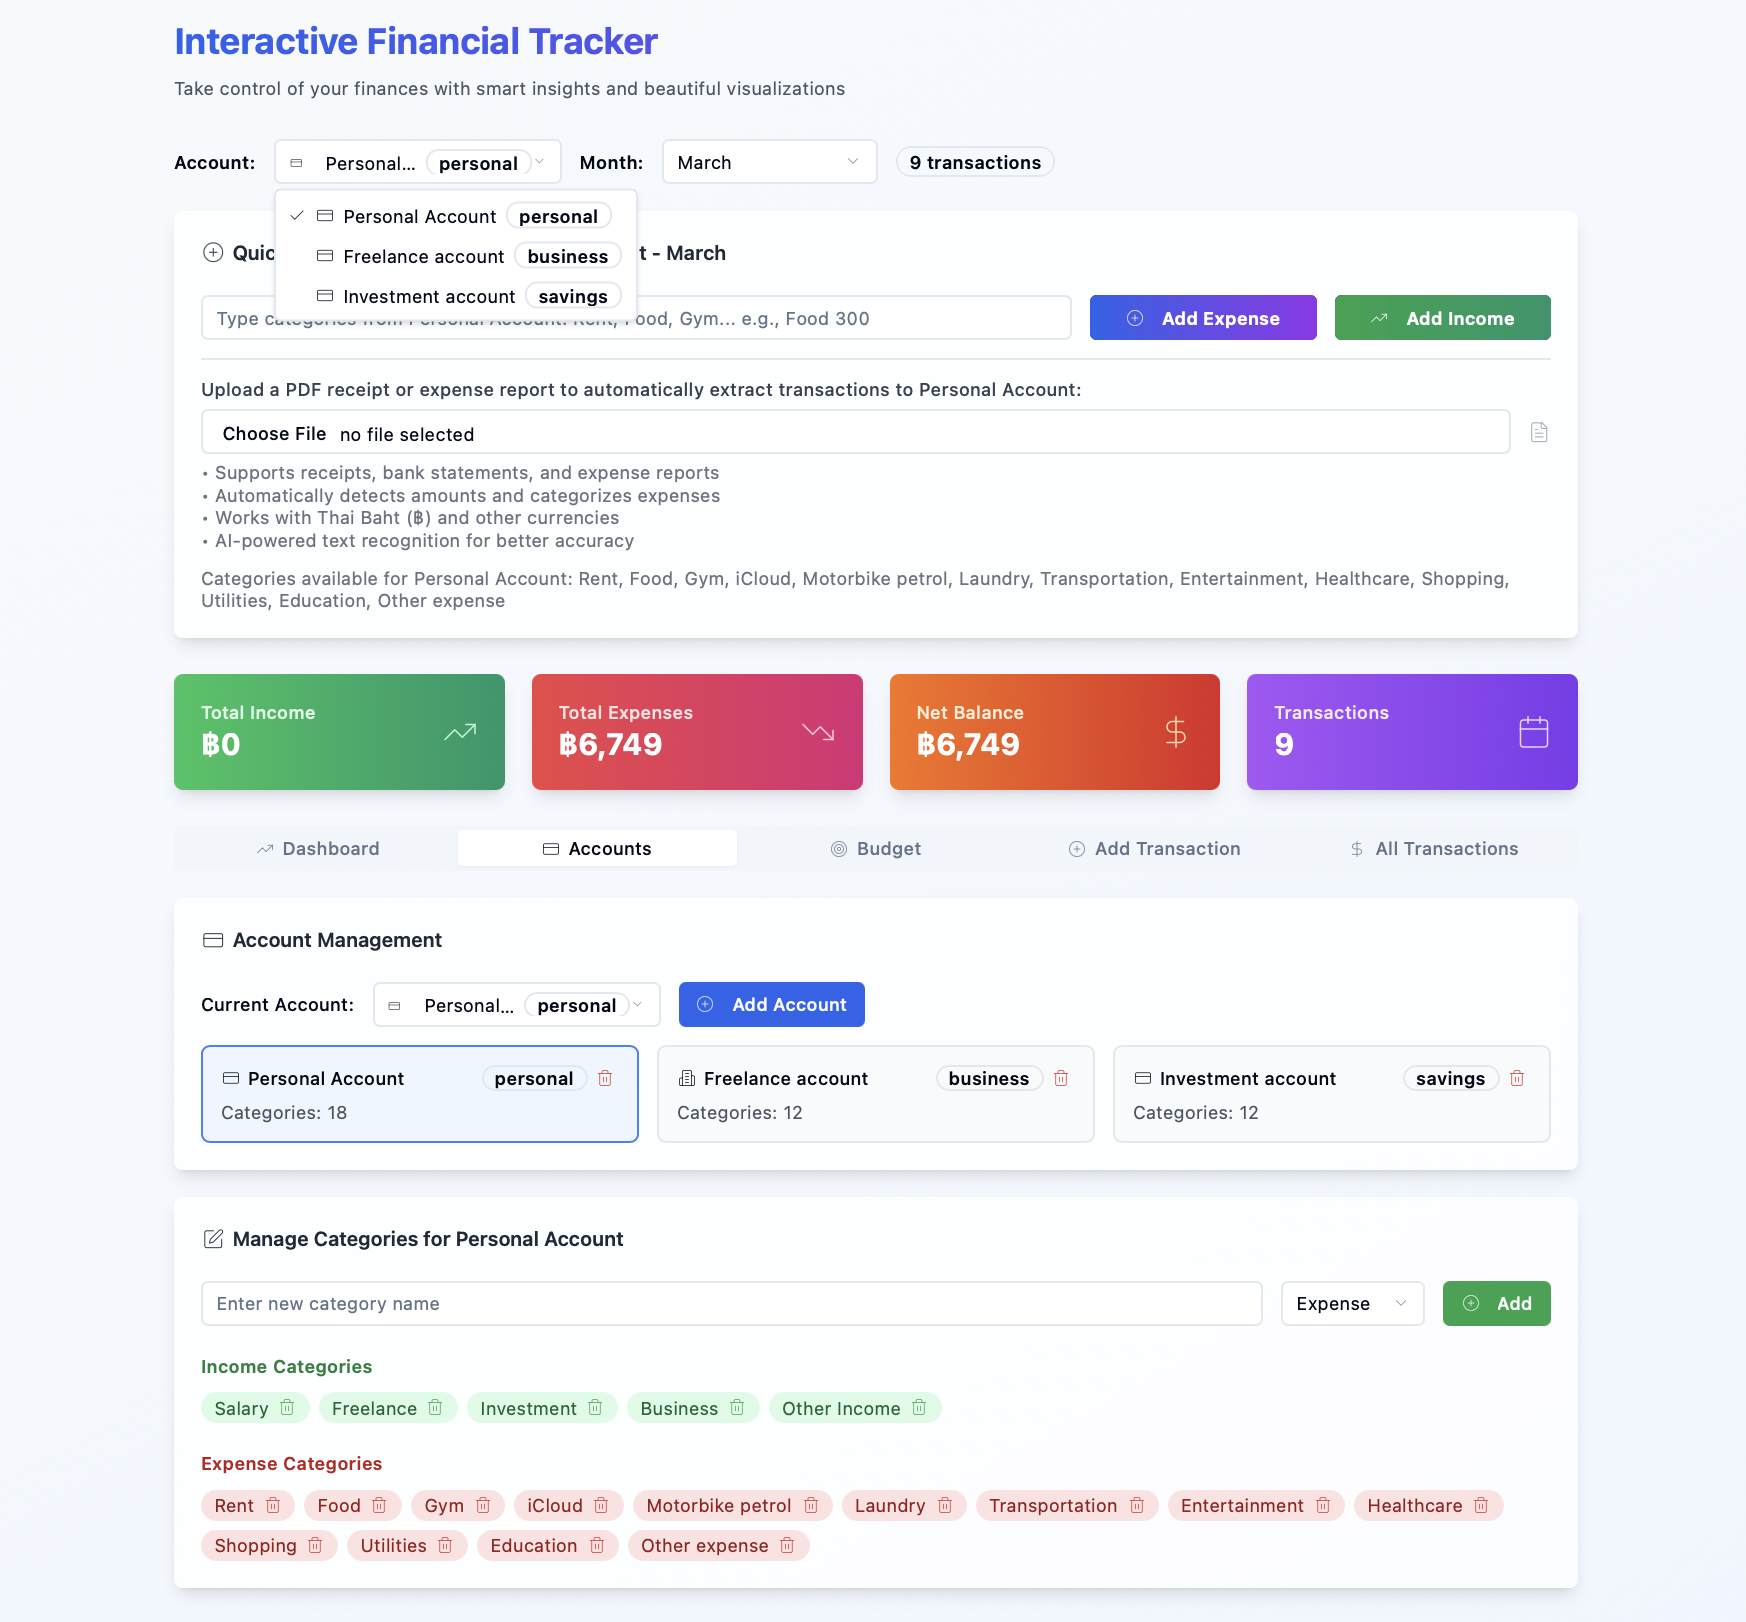 Interactive Financial Tracker
Take control of your finances with smart insights and beautiful visualizations
Account: Personal... personal Month: March 9 transactions
Personal Account personal
Freelance account business
Investment account savings
Quic t - March
Type categories from Personal Account: Rent, Food, Gym... e.g., Food 300
Add Expense
Add Income
Upload a PDF receipt or expense report to automatically extract transactions to Personal Account:
Choose File no file selected
• Supports receipts, bank statements, and expense reports
• Automatically detects amounts and categorizes expenses
• Works with Thai Baht (฿) and other currencies
• AI-powered text recognition for better accuracy
Categories available for Personal Account: Rent, Food, Gym, iCloud, Motorbike petrol, Laundry, Transportation, Entertainment, Healthcare, Shopping,
Utilities, Education, Other expense
Total Income
฿0
Total Expenses
฿6,749
Net Balance
฿6,749
Transactions
9
Dashboard Accounts Budget Add Transaction All Transactions
Account Management
Current Account: Personal... personal Add Account
Personal Account personal
Categories: 18
Freelance account business
Categories: 12
Investment account savings
Categories: 12
Manage Categories for Personal Account
Enter new category name Expense Add
Income Categories
Salary Freelance Investment Business Other Income
Expense Categories
Rent Food Gym iCloud Motorbike petrol Laundry Transportation Entertainment Healthcare
Shopping Utilities Education Other expense